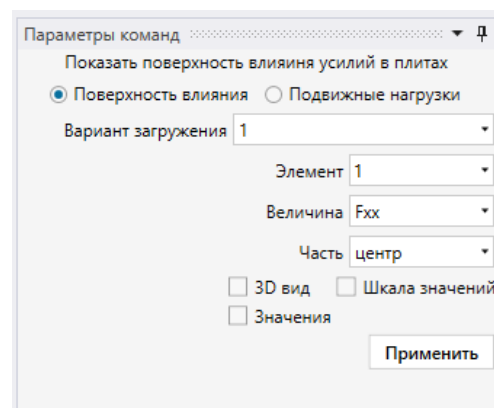 Параметры команд
Показать поверхность влияиня усилий в плитах
Поверхность влияния Подвижные нагрузки
Вариант загружения 1
Элемент 1
Величина Fxx
Часть центр
3D вид Шкала значений
Значения
Применить